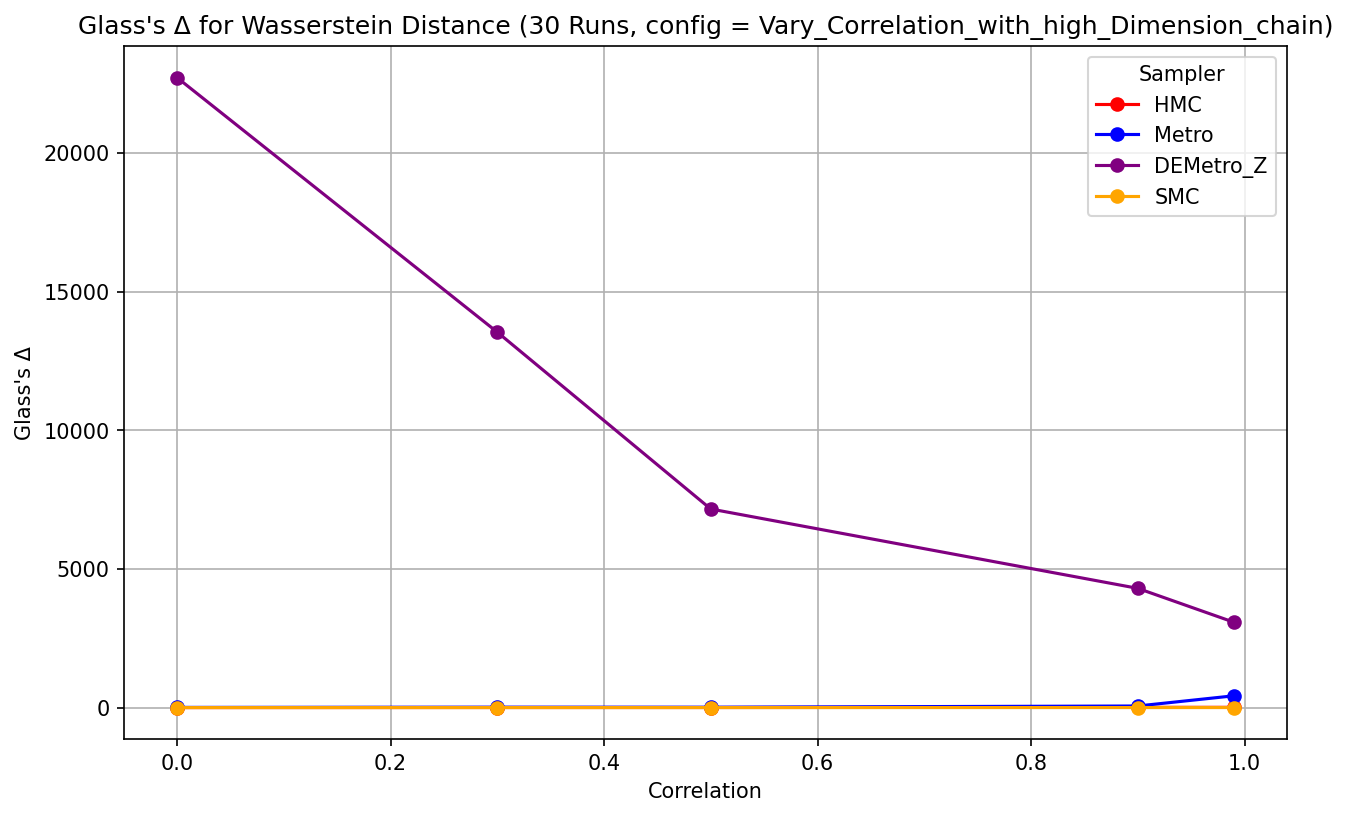 Glass's Δ for Wasserstein Distance (30 Runs, config = Vary_Correlation_with_high_Dimension_chain)
Sampler
HMC
Metro
DEMetro_Z
SMC
20000
15000
10000
5000
0
Glass's Δ
0.0 0.2 0.4 0.6 0.8 1.0
Correlation